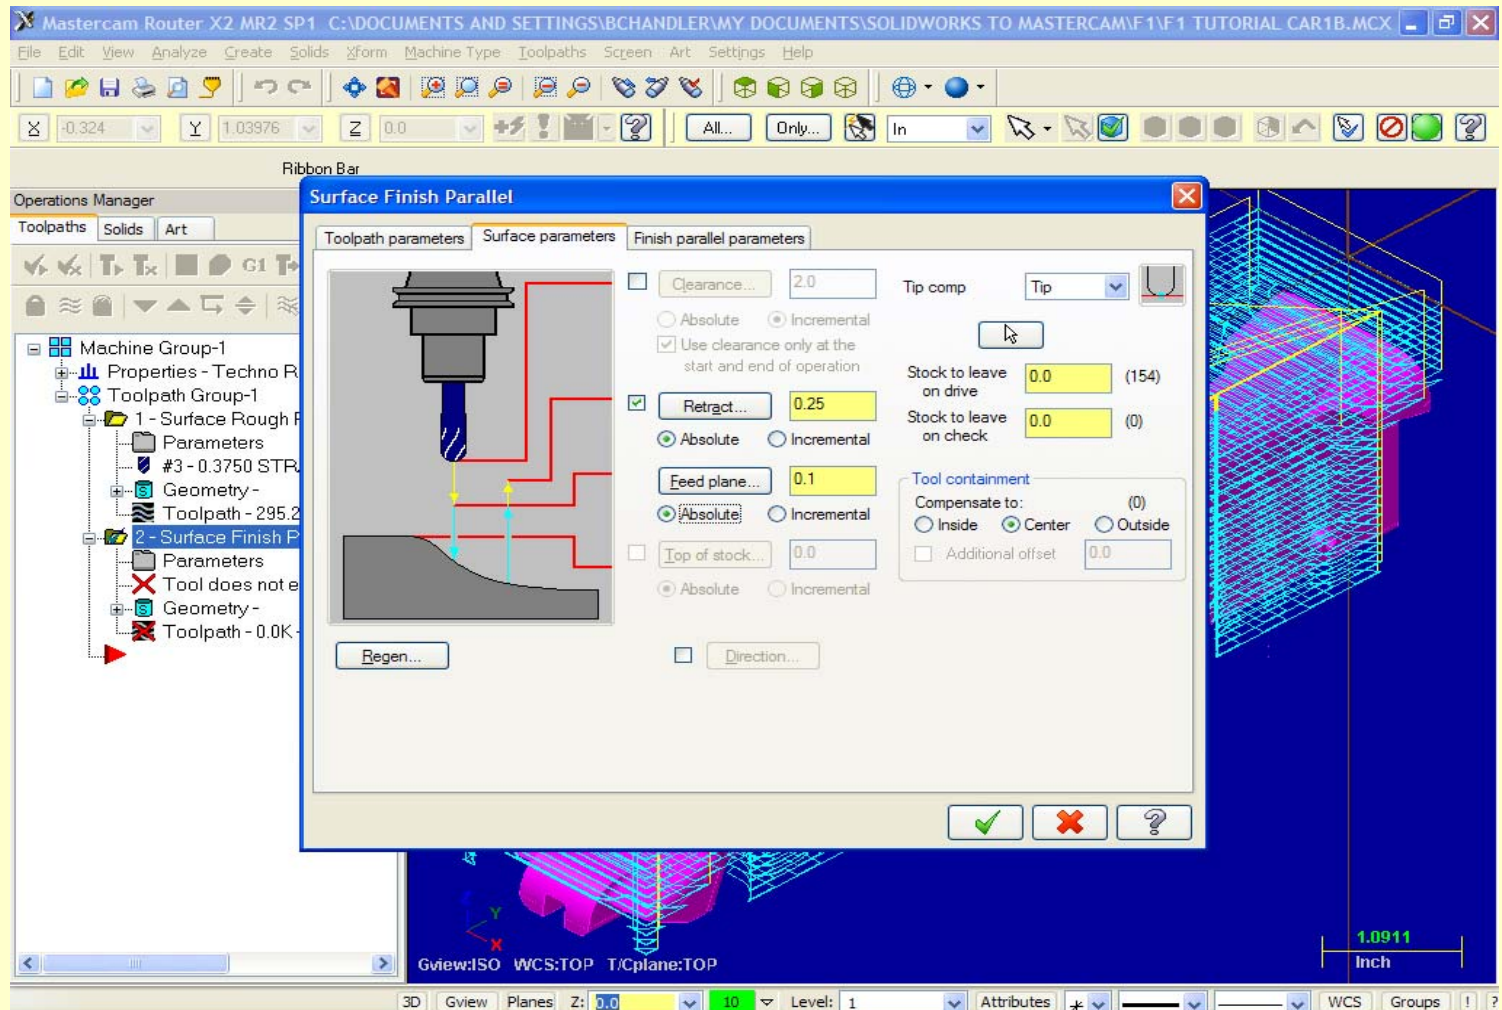 Mastercam Router X2 MR2 SP1 C:\DOCUMENTS AND SETTINGS\BCHANDLER\MY DOCUMENTS\SOLIDWORKS TO MASTERCAM\F1\F1 TUTORIAL CAR1B.MCX
File Edit View Analyze Create Solids Xform Machine Type Toolpaths Screen Art Settings Help
X -0.324 Y 1.03976 Z 0.0 All... Only... In
Ribbon Bar
Operations Manager
Toolpaths Solids Art
G1
Machine Group-1
Properties - Techno R
Toolpath Group-1
1 - Surface Rough
Parameters
#3 - 0.3750 STR
Geometry -
Toolpath - 295.2
2 - Surface Finish P
Parameters
Tool does not e
Geometry -
Toolpath - 0.0K -
Surface Finish Parallel
Toolpath parameters Surface parameters Finish parallel parameters
Clearance... 2.0
Absolute Incremental
Use clearance only at the
start and end of operation
Retract... 0.25
Absolute Incremental
Feed plane... 0.1
Absolute Incremental
Top of stock... 0.0
Absolute Incremental
Tip comp Tip
Stock to leave
on drive 0.0 (154)
Stock to leave
on check 0.0 (0)
Tool containment
Compensate to: (0)
Inside Center Outside
Additional offset 0.0
Regen... Direction...
Y
X
1.0911
Inch
Gview:ISO WCS:TOP T/Cplane:TOP
3D Gview Planes Z: 0.0 10 Level: 1 Attributes WCS Groups ! ?